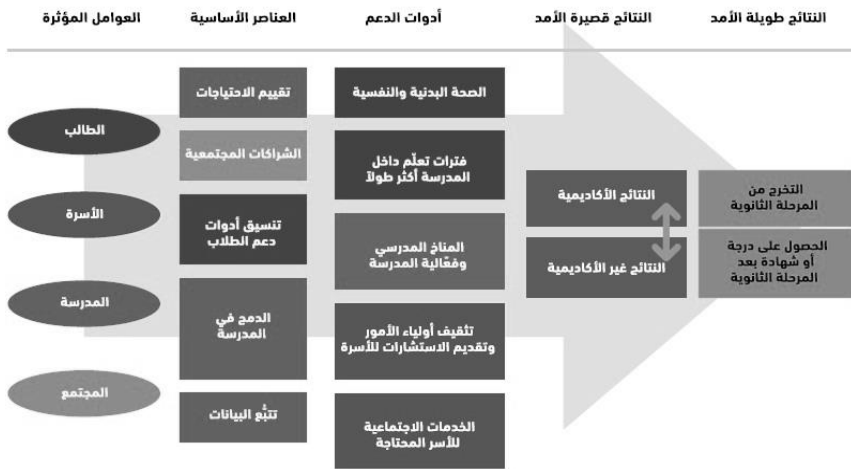 العوامل المؤثرة
العناصر الأساسية
أدوات الدعم
النتائج قصيرة الأمد
النتائج طويلة الأمد
الطالب
الأسرة
المدرسة
المجتمع
تقييم الاحتياجات
الشراكات المجتمعية
تنسيق أدوات
دعم الطلاب
الدمج في
المدرسة
تتبُّع البيانات
الصحة البدنية والنفسية
فترات تعلّم داخل
المدرسة أكثر طولاً
المناخ المدرسي
وفعّالية المدرسة
تثقيف أولياء الأمور
وتقديم الاستشارات للأسرة
الخدمات الاجتماعية
للأسر المحتاجة
النتائج الأكاديمية
النتائج غير الأكاديمية
التخرج من
المرحلة الثانوية
الحصول على درجة
أو شهادة بعد
المرحلة الثانوية